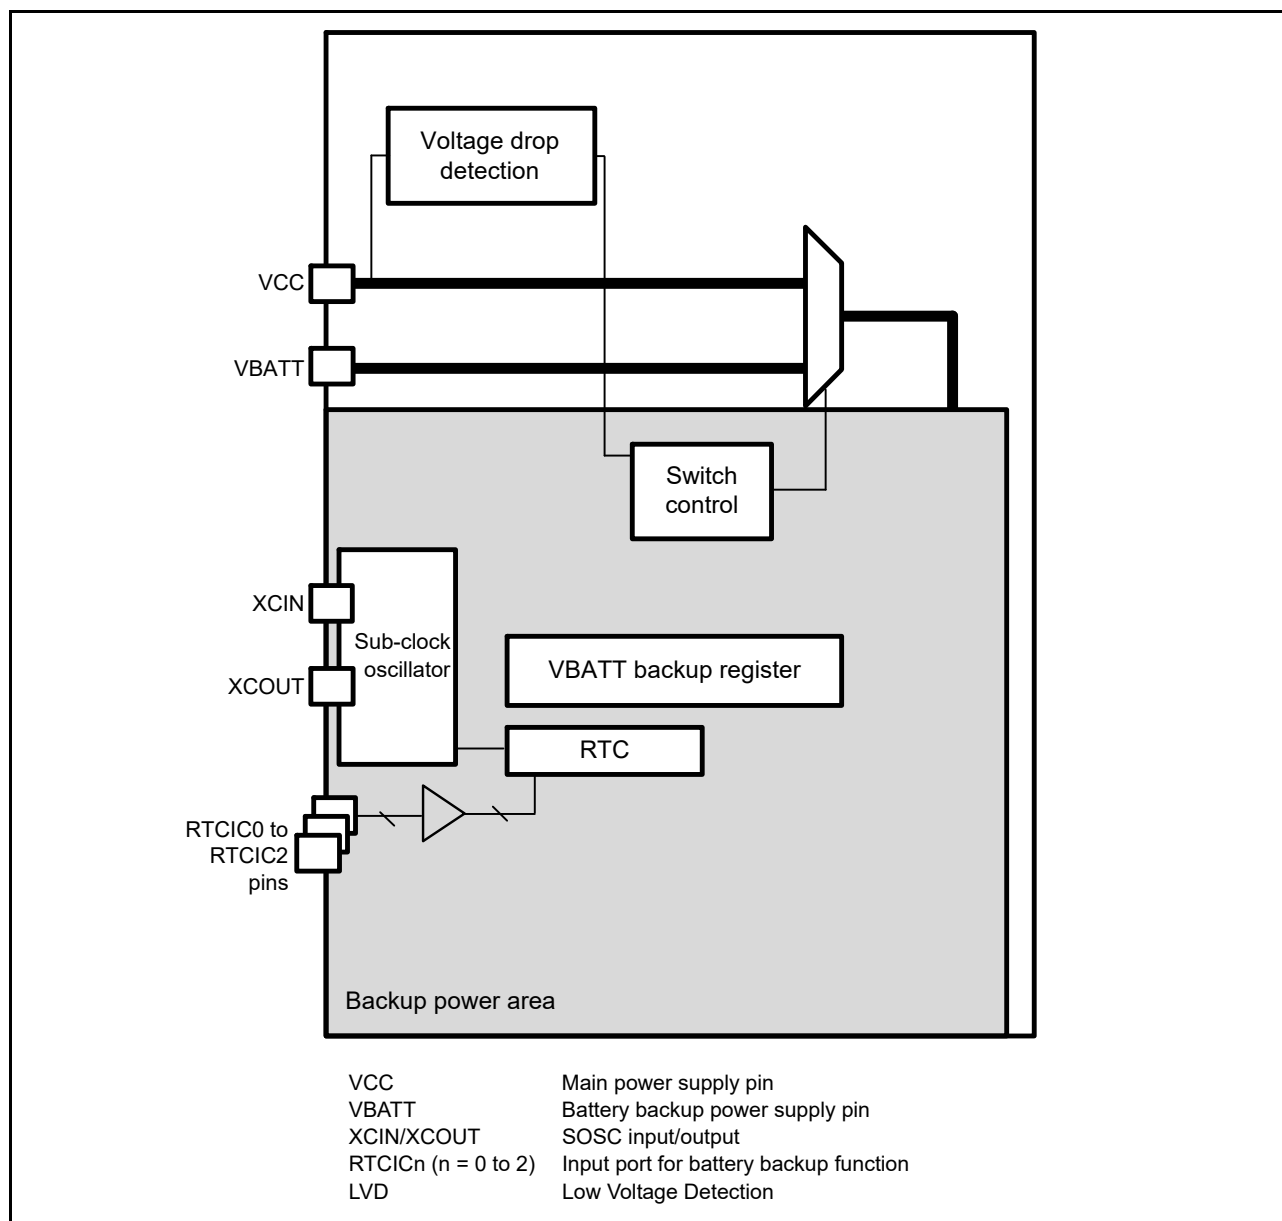 Voltage drop
detection
VCC
VBATT
Switch
control
XCIN
Sub-clock
oscillator
XCOUT
VBATT backup register
RTC
RTCIC0 to
RTCIC2
pins
Backup power area
VCC Main power supply pin
VBATT Battery backup power supply pin
XCIN/XCOUT SOSC input/output
RTCICn (n = 0 to 2) Input port for battery backup function
LVD Low Voltage Detection